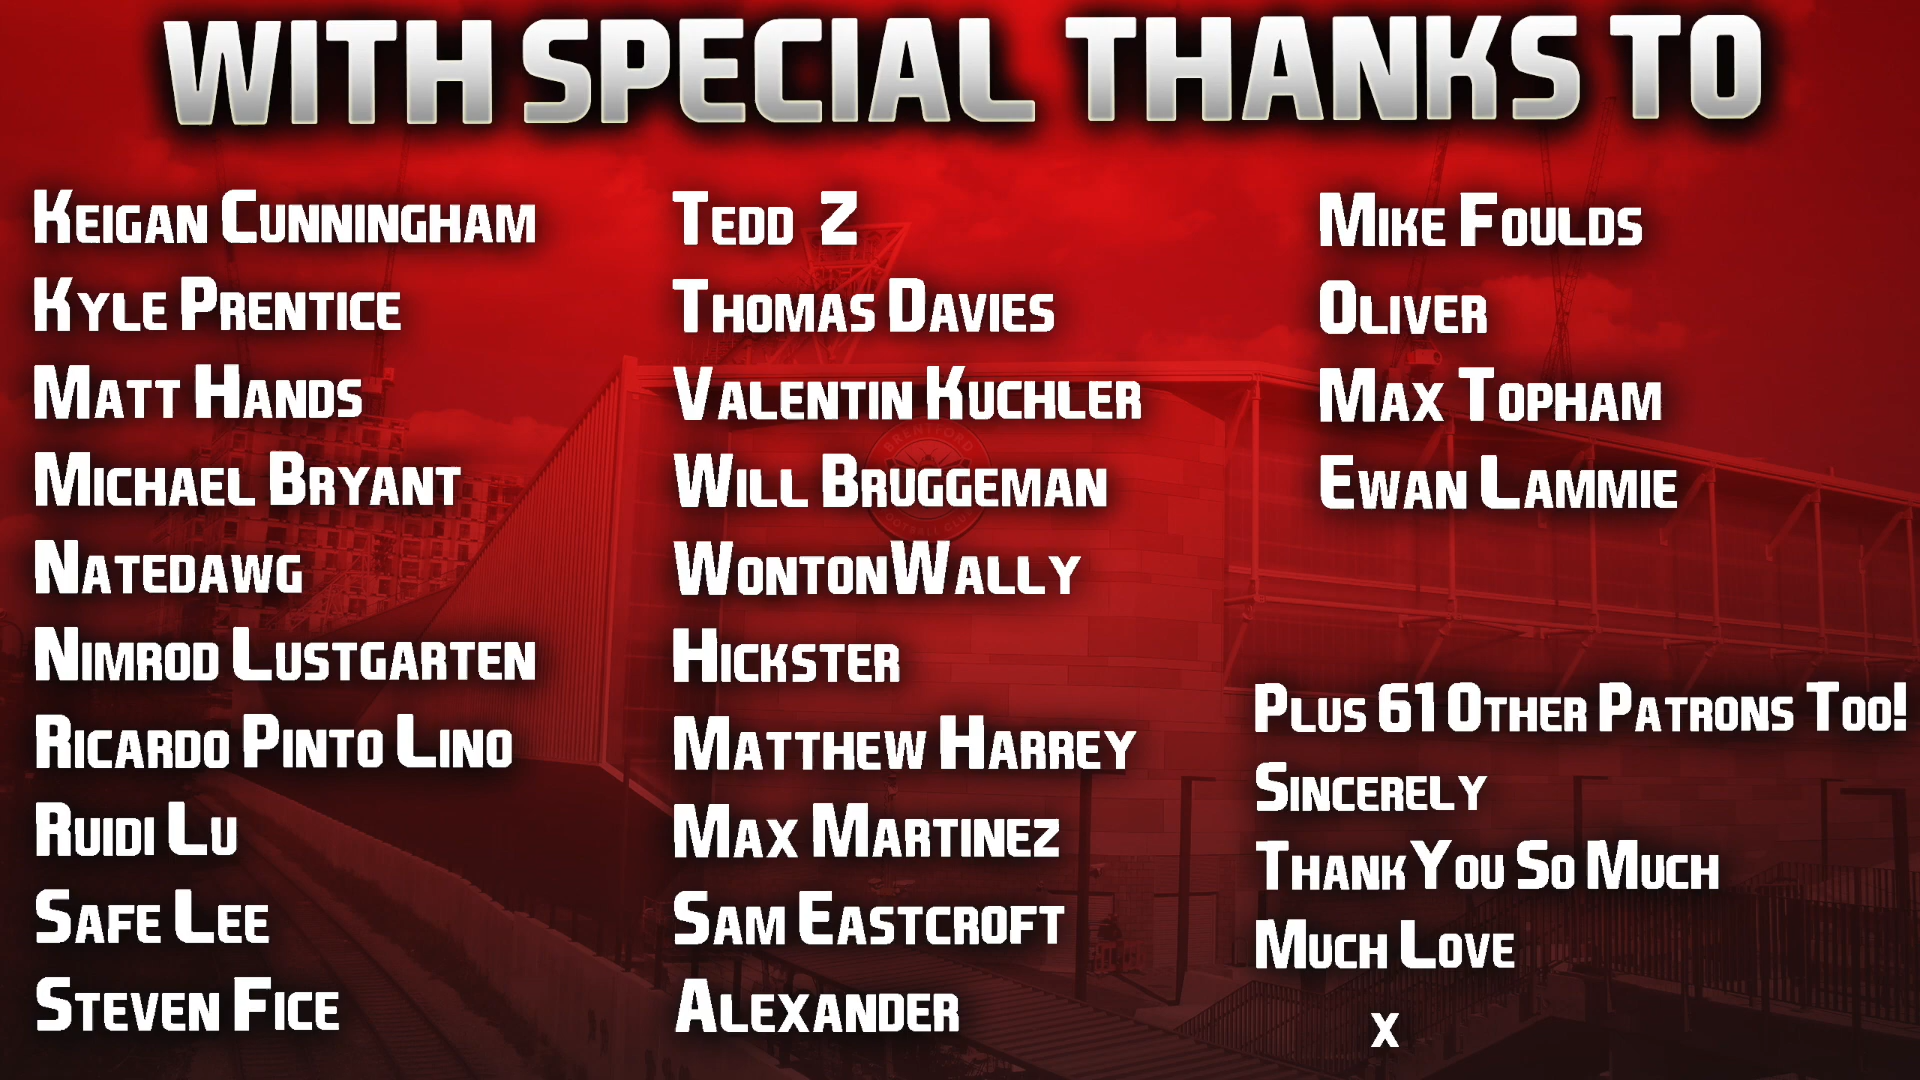 WITH SPECIAL THANKS TO
Keigan Cunningham
Kyle Prentice
Matt Hands
Michael Bryant
Natedawg
Nimrod Lustgarten
Ricardo Pinto Lino
Ruidi Lu
Safe Lee
Steven Fice
Tedd Z
Thomas Davies
Valentin Kuchler
Will Bruggeman
WontonWally
Hickster
Matthew Harrey
Max Martinez
Sam Eastcroft
Alexander
Mike Foulds
Oliver
Max Topham
Ewan Lammie
Plus 61 Other Patrons Too!
Sincerely
Thank You So Much
Much Love
x
BRENTFORD
FOOTBALL CLUB